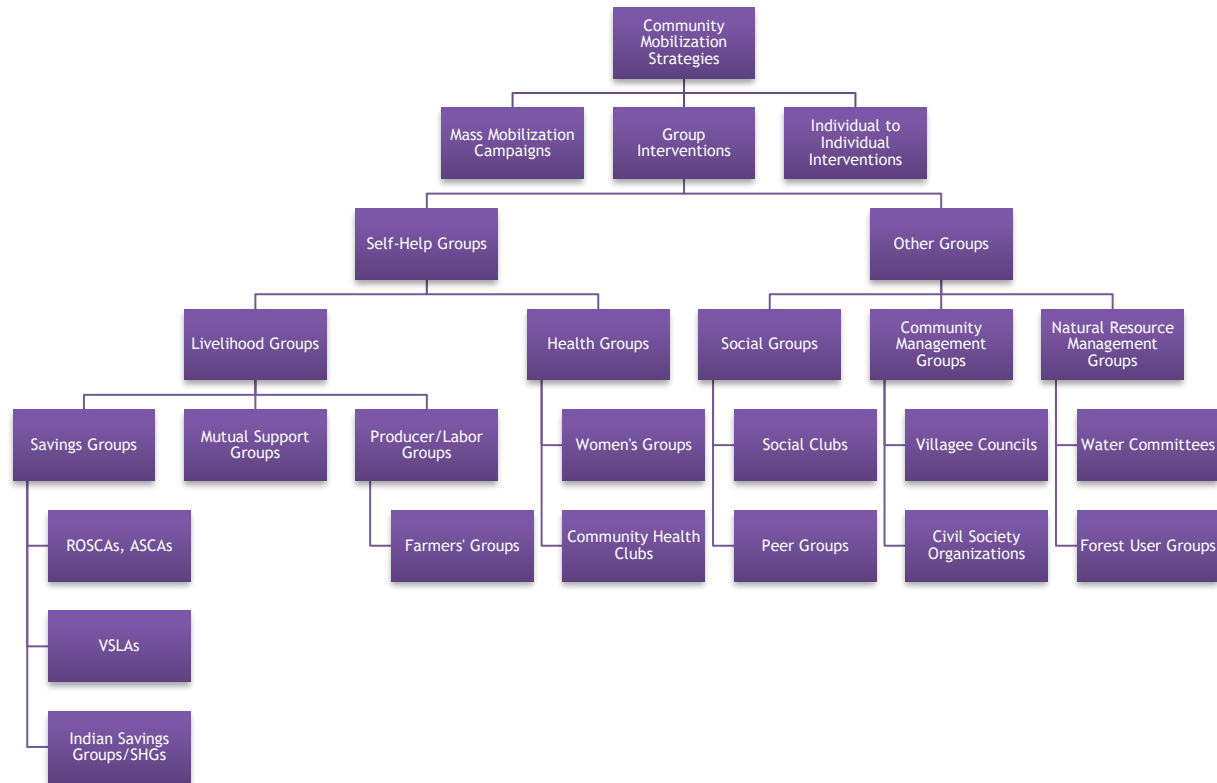 Community
Mobilization
Strategies
Mass Mobilization
Campaigns
Group
Interventions
Individual to
Individual
Interventions
Self-Help Groups
Other Groups
Livelihood Groups
Health Groups
Social Groups
Community
Management
Groups
Natural Resource
Management
Groups
Savings Groups
Mutual Support
Groups
Producer/Labor
Groups
Women's Groups
Social Clubs
Villagee Councils
Water Committees
ROSCAs, ASCAs
Farmers' Groups
Community Health
Clubs
Peer Groups
Civil Society
Organizations
Forest User Groups
VSLAs
Indian Savings
Groups/SHGs